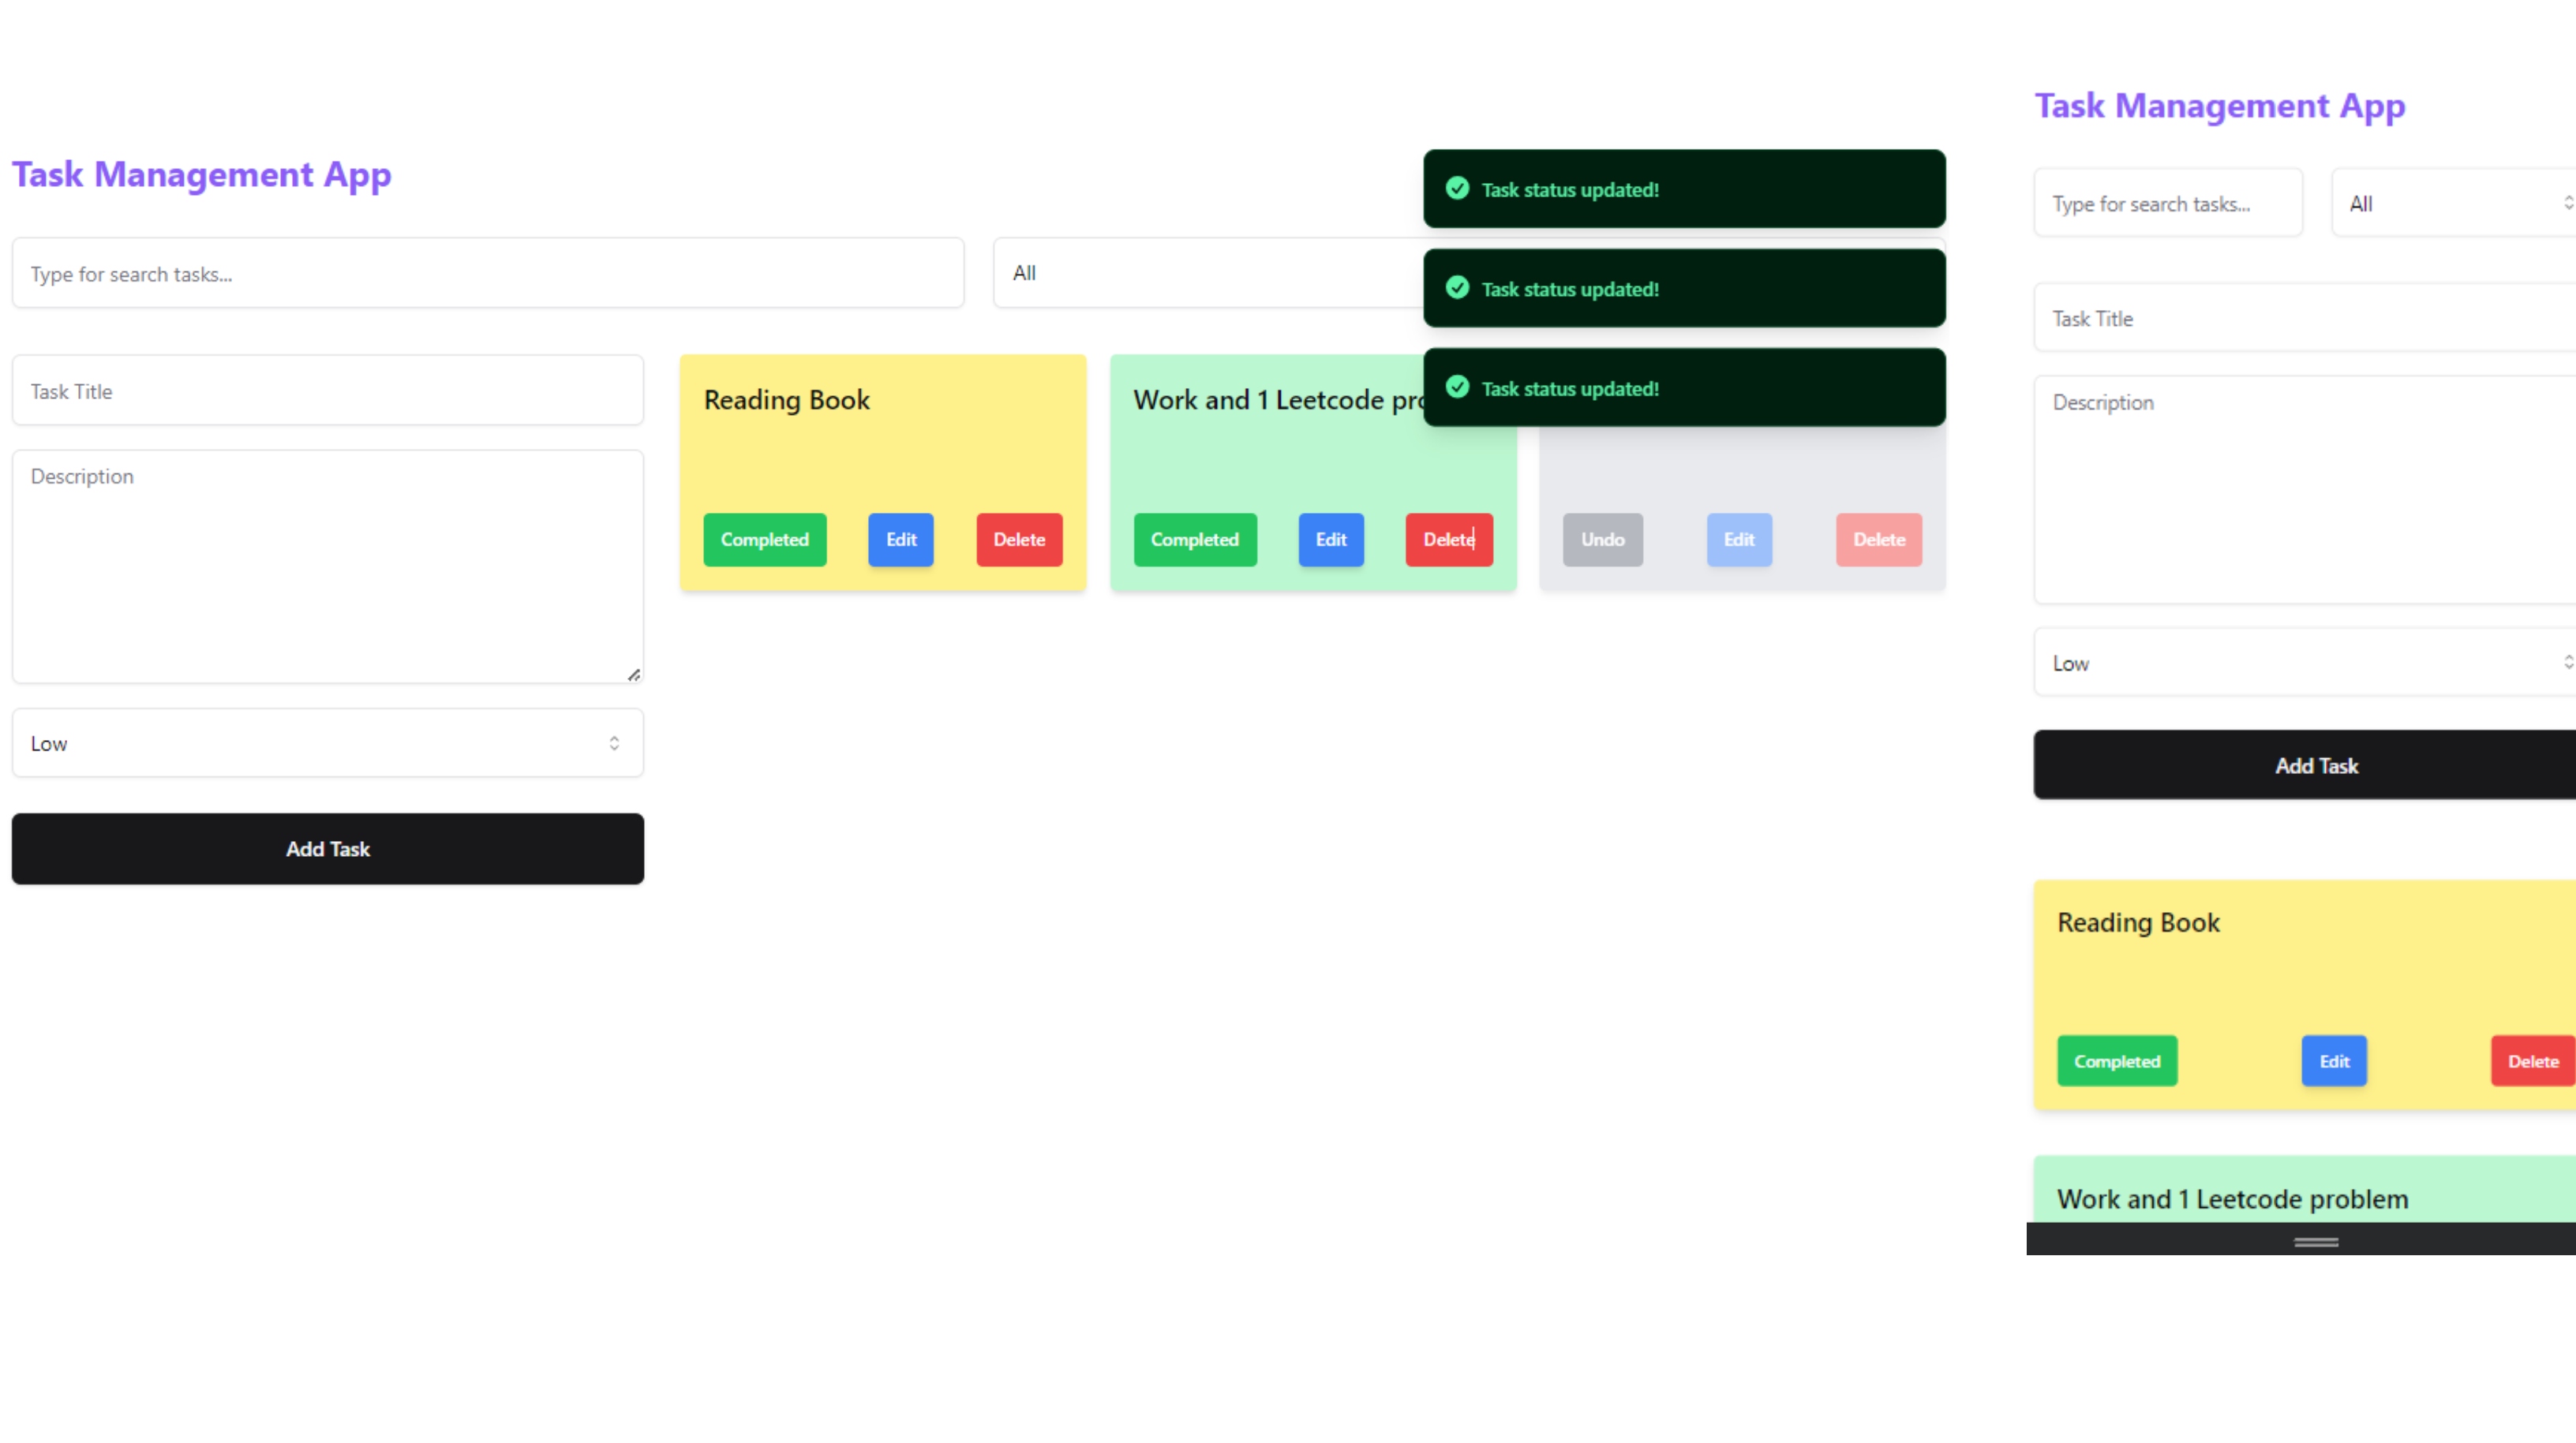 Task Management App
Type for search tasks...
All
Task status updated!
Task status updated!
Task status updated!
Task Title
Description
Low
Add Task
Reading Book
Completed Edit Delete
Work and 1 Leetcode pro
Completed Edit Delete
Undo Edit Delete
Task Management App
Type for search tasks...
All
Task Title
Description
Low
Add Task
Reading Book
Completed Edit Delete
Work and 1 Leetcode problem